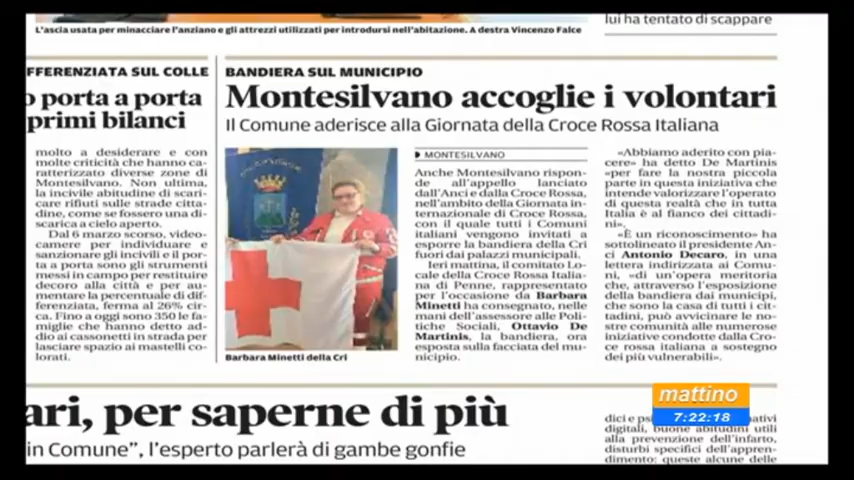 lui ha tentato di scappare
L'ascia usata per minacciare l'anziano e gli attrezzi utilizzati per introdursi nell'abitazione. A destra Vincenzo Falce
FFERENZIATA SUL COLLE
o porta a porta
primi bilanci
molto a desiderare e con
molte criticità che hanno ca-
ratterizzato diverse zone di
Montesilvano. Non ultima,
la incivile abitudine di scari-
care rifiuti sulle strade citta-
dine, come se fossero una di-
scarica a cielo aperto.
Dal 6 marzo scorso, video-
camere per individuare e
sanzionare gli incivili e il por-
ta a porta sono gli strumenti
messi in campo per restituire
decoro alla città e per au-
mentare la percentuale di dif-
ferenziata, ferma al 26% cir-
ca. Fino a oggi sono 350 le fa-
miglie che hanno detto ad-
dio ai cassonetti in strada per
lasciare spazio ai mastelli co-
lorati.
BANDIERA SUL MUNICIPIO
Montesilvano accoglie i volontari
Il Comune aderisce alla Giornata della Croce Rossa Italiana
Barbara Minetti della Cri
MONTESILVANO
Anche Montesilvano rispon-
de all'appello lanciato
dall'Anci e dalla Croce Rossa,
nell'ambito della Giornata in-
ternazionale di Croce Rossa,
con il quale tutti i Comuni
italiani vengono invitati a
esporre la bandiera della Cri
fuori dai palazzi municipali.
Ieri mattina, il comitato Lo-
cale della Croce Rossa Italia-
na di Penne, rappresentato
per l'occasione da Barbara
Minetti ha consegnato, nelle
mani dell'assessore alle Poli-
tiche Sociali, Ottavio De
Martinis, la bandiera, ora
esposta sulla facciata del mu-
nicipio.
«Abbiamo aderito con pia-
cere» ha detto De Martinis
«per fare la nostra piccola
parte in questa iniziativa che
intende valorizzare l'operato
di questa realtà che in tutta
Italia è al fianco dei cittadi-
ni».
«È un riconoscimento» ha
sottolineato il presidente An-
ci Antonio Decaro, in una
lettera indirizzata ai Comu-
ni, «di un'opera meritoria
che, attraverso l'esposizione
della bandiera dai municipi,
che sono la casa di tutti i cit-
tadini, può avvicinare le no-
stre comunità alle numerose
iniziative condotte dalla Cro-
ce rossa italiana a sostegno
dei più vulnerabili».
ari, per saperne di più
in Comune", l'esperto parlerà di gambe gonfie
mattino
7:22:18
dici e
digitali, buone abitudini utili
alla prevenzione dell'infarto,
disturbi specifici dell'appren-
dimento: queste alcune delle